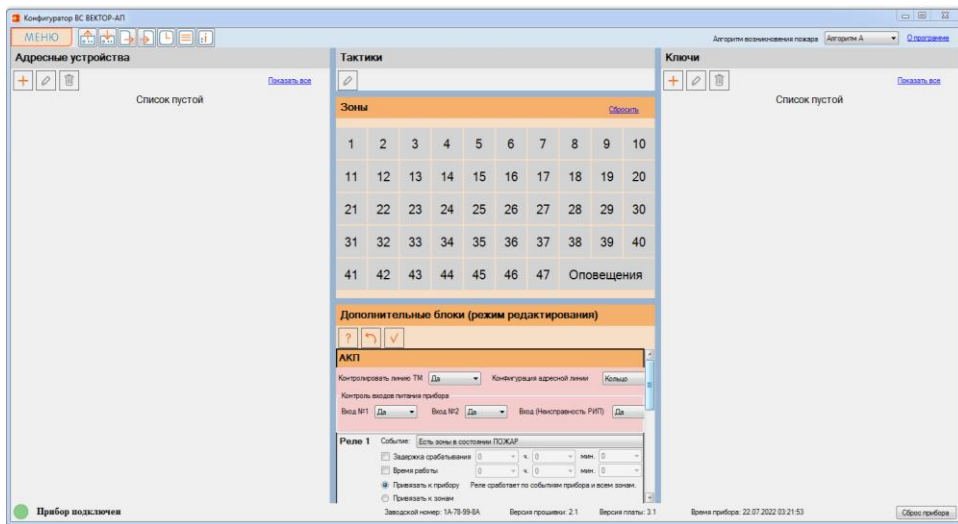 Конфигуратор ВС ВЕКТОР-АП
МЕНЮ
Алгоритм возникновения пожара Алгоритм А О программе
Адресные устройства
Показать все
Список пустой
Тактики
Зоны Сбросить
1 2 3 4 5 6 7 8 9 10
11 12 13 14 15 16 17 18 19 20
21 22 23 24 25 26 27 28 29 30
31 32 33 34 35 36 37 38 39 40
41 42 43 44 45 46 47 Оповещения
Дополнительные блоки (режим редактирования)
?
АКП
Контролировать линию ТМ Да Конфигурация адресной линии Кольцо
Контроль входов питания прибора
Вход №1 Да Вход №2 Да Вход (Неисправность РИП) Да
Реле 1 Событие: Есть зоны в состоянии ПОЖАР
Задержка срабатывания 0 ч. 0 мин. 0
Время работы 0 ч. 0 мин. 0
Привязать к прибору Реле сработает по событиям прибора и всем зонам.
Привязать к зонам
Ключи
Показать все
Список пустой
Прибор подключен Заводской номер: 1A-78-99-8A Версия прошивки: 2.1 Версия платы: 3.1 Время прибора: 22.07.2022 03:21:53 Сброс прибора